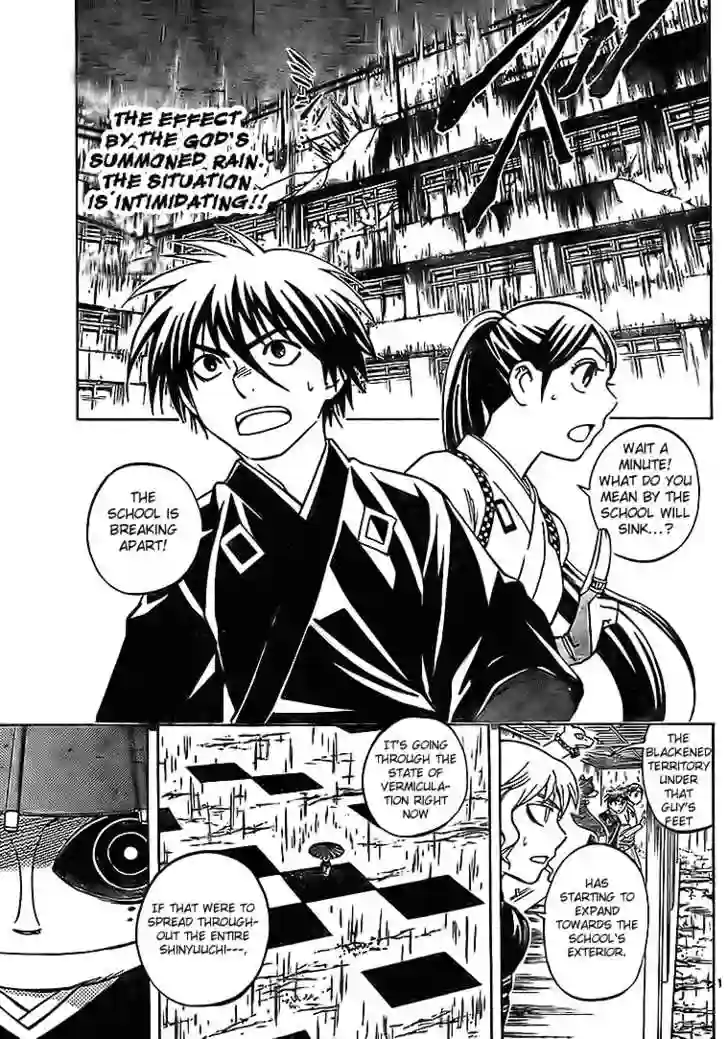 THE EFFECT
BY THE GOD'S
SUMMONED RAIN.
THE SITUATION
IS INTIMIDATING!!
WAIT A
MINUTE!
WHAT DO YOU
MEAN BY THE
SCHOOL WILL
SINK...?
THE
SCHOOL IS
BREAKING
APART!
THE
BLACKENED
TERRITORY
UNDER
THAT
GUY'S
FEET
HAS
STARTING TO
EXPAND
TOWARDS
THE SCHOOL'S
EXTERIOR.
IT'S GOING
THROUGH THE
STATE OF
VERMICULA-
TION RIGHT
NOW
IF THAT WERE TO
SPREAD THROUGH-
OUT THE ENTIRE
SHINYUUCHI---,
1